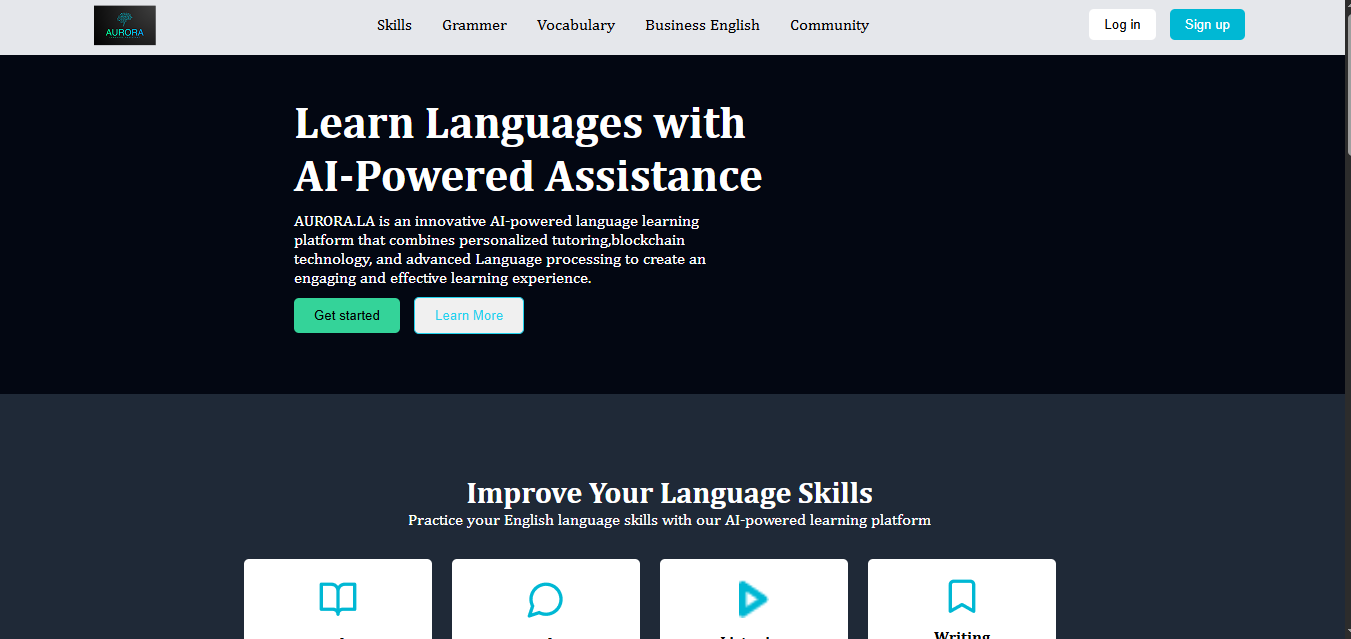 AURORA
Skills Grammer Vocabulary Business English Community
Log in Sign up
Learn Languages with
AI-Powered Assistance
AURORA.LA is an innovative AI-powered language learning
platform that combines personalized tutoring,blockchain
technology, and advanced Language processing to create an
engaging and effective learning experience.
Get started Learn More
Improve Your Language Skills
Practice your English language skills with our AI-powered learning platform
Writing